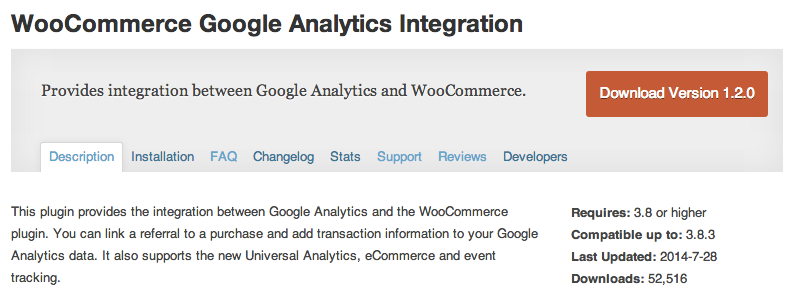 WooCommerce Google Analytics Integration
Provides integration between Google Analytics and WooCommerce.
Download Version 1.2.0
Description Installation FAQ Changelog Stats Support Reviews Developers
This plugin provides the integration between Google Analytics and the WooCommerce
plugin. You can link a referral to a purchase and add transaction information to your Google
Analytics data. It also supports the new Universal Analytics, eCommerce and event
tracking.
Requires: 3.8 or higher
Compatible up to: 3.8.3
Last Updated: 2014-7-28
Downloads: 52,516